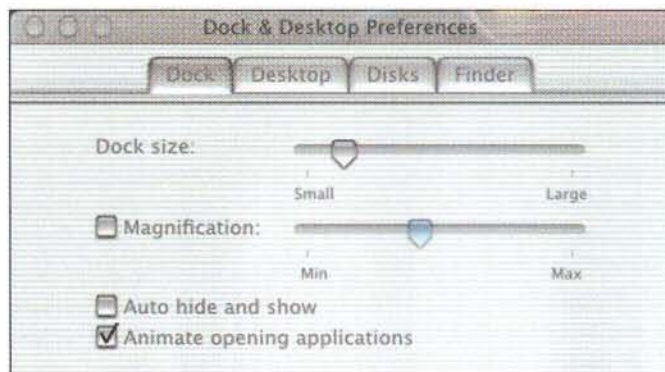 Dock & Desktop Preferences
Dock Desktop Disks Finder
Dock size:
Small Large
Magnification:
Min Max
Auto hide and show
Animate opening applications